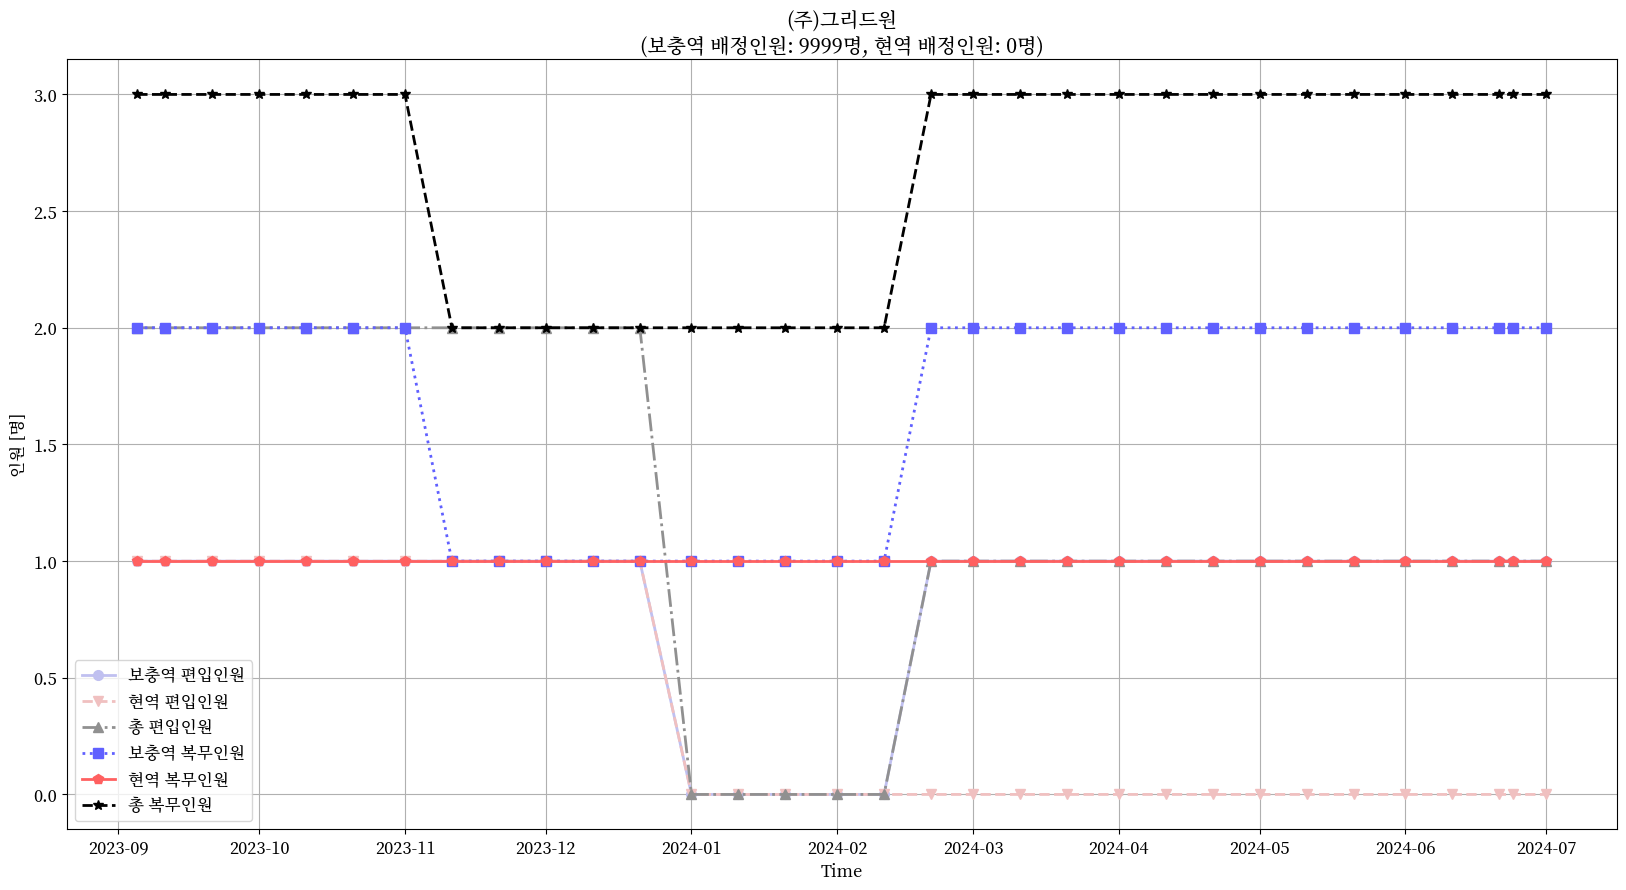 (주)그리드원
(보충역 배정인원: 9999명, 현역 배정인원: 0명)
인원 [명]
3.0
2.5
2.0
1.5
1.0
0.5
0.0
보충역 편입인원
현역 편입인원
총 편입인원
보충역 복무인원
현역 복무인원
총 복무인원
2023-09 2023-10 2023-11 2023-12 2024-01 2024-02 2024-03 2024-04 2024-05 2024-06 2024-07
Time